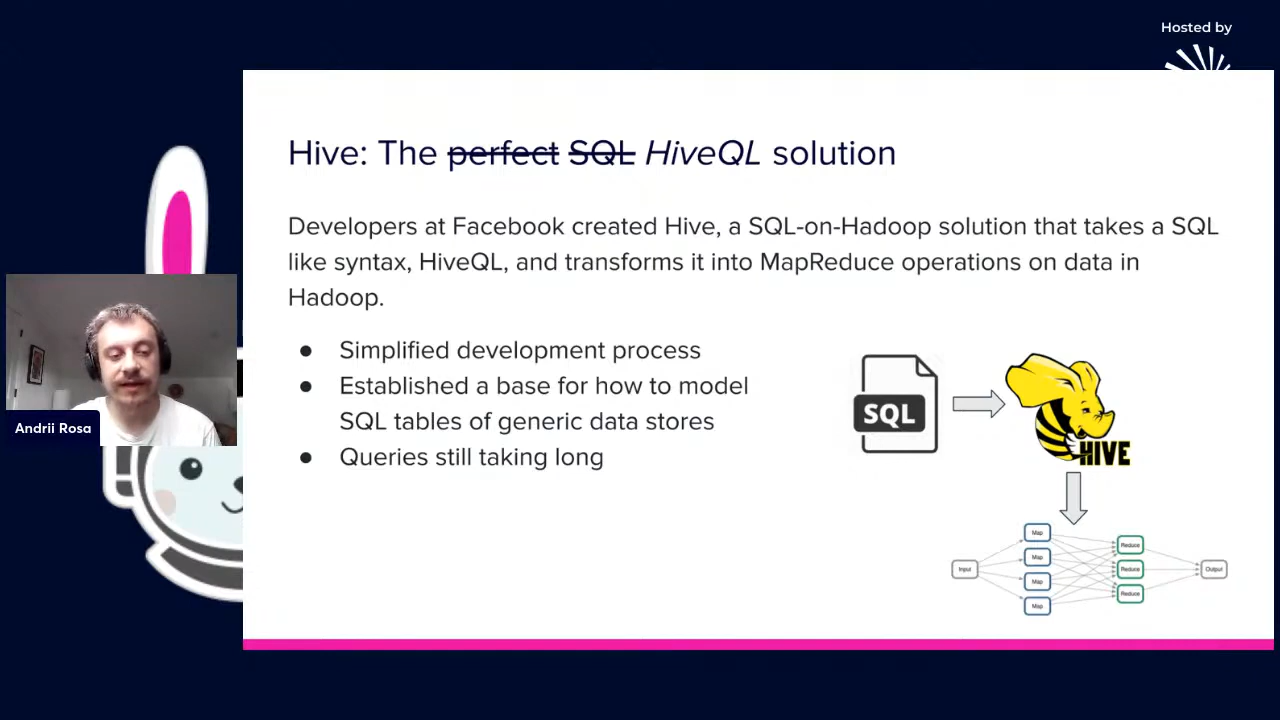 Hosted by
Hive: The perfect SQL HiveQL solution
Developers at Facebook created Hive, a SQL-on-Hadoop solution that takes a SQL
like syntax, HiveQL, and transforms it into MapReduce operations on data in
Hadoop.
● Simplified development process
● Established a base for how to model
SQL tables of generic data stores
● Queries still taking long
SQL
HIVE
Input
Map
Map
Map
Map
Reduce
Reduce
Reduce
Output
Andrii Rosa